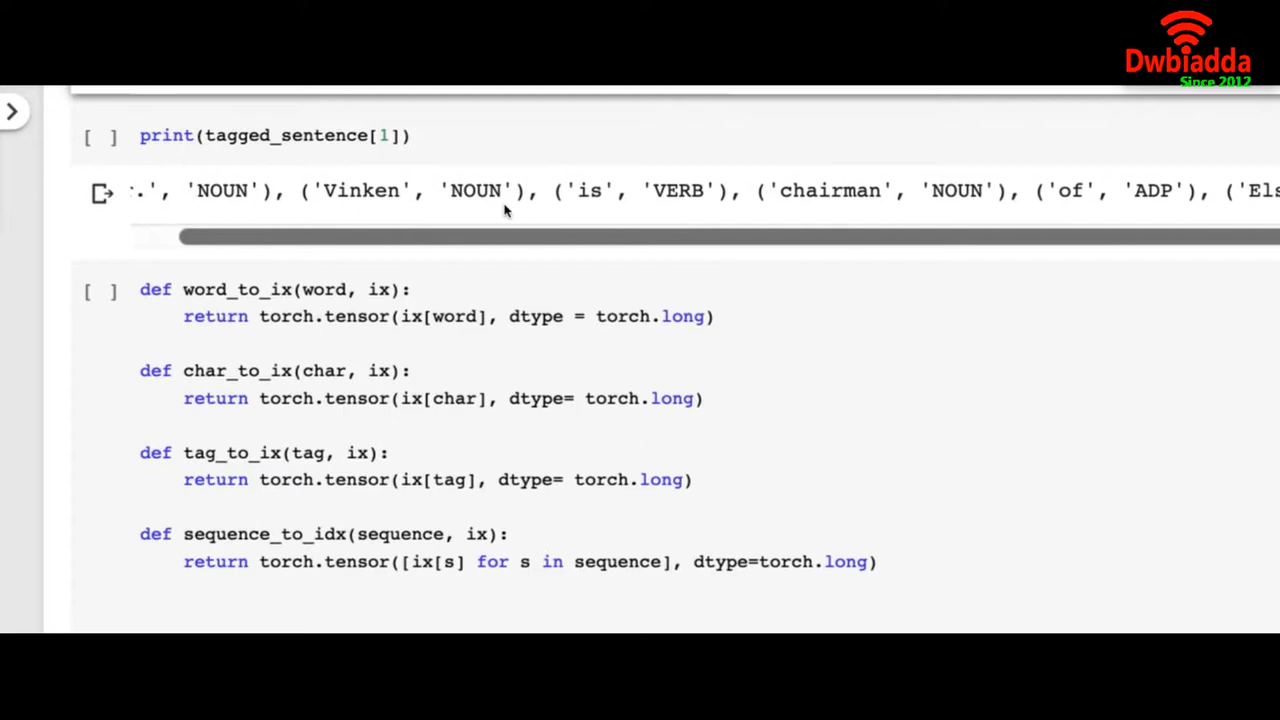 Dwbiadda
Since 2012
[ ] print(tagged_sentence[1])
.', 'NOUN'), ('Vinken', 'NOUN'), ('is', 'VERB'), ('chairman', 'NOUN'), ('of', 'ADP'), ('Els
[ ] def word_to_ix(word, ix):
return torch.tensor(ix[word], dtype = torch.long)
def char_to_ix(char, ix):
return torch.tensor(ix[char], dtype= torch.long)
def tag_to_ix(tag, ix):
return torch.tensor(ix[tag], dtype= torch.long)
def sequence_to_idx(sequence, ix):
return torch.tensor([ix[s] for s in sequence], dtype=torch.long)